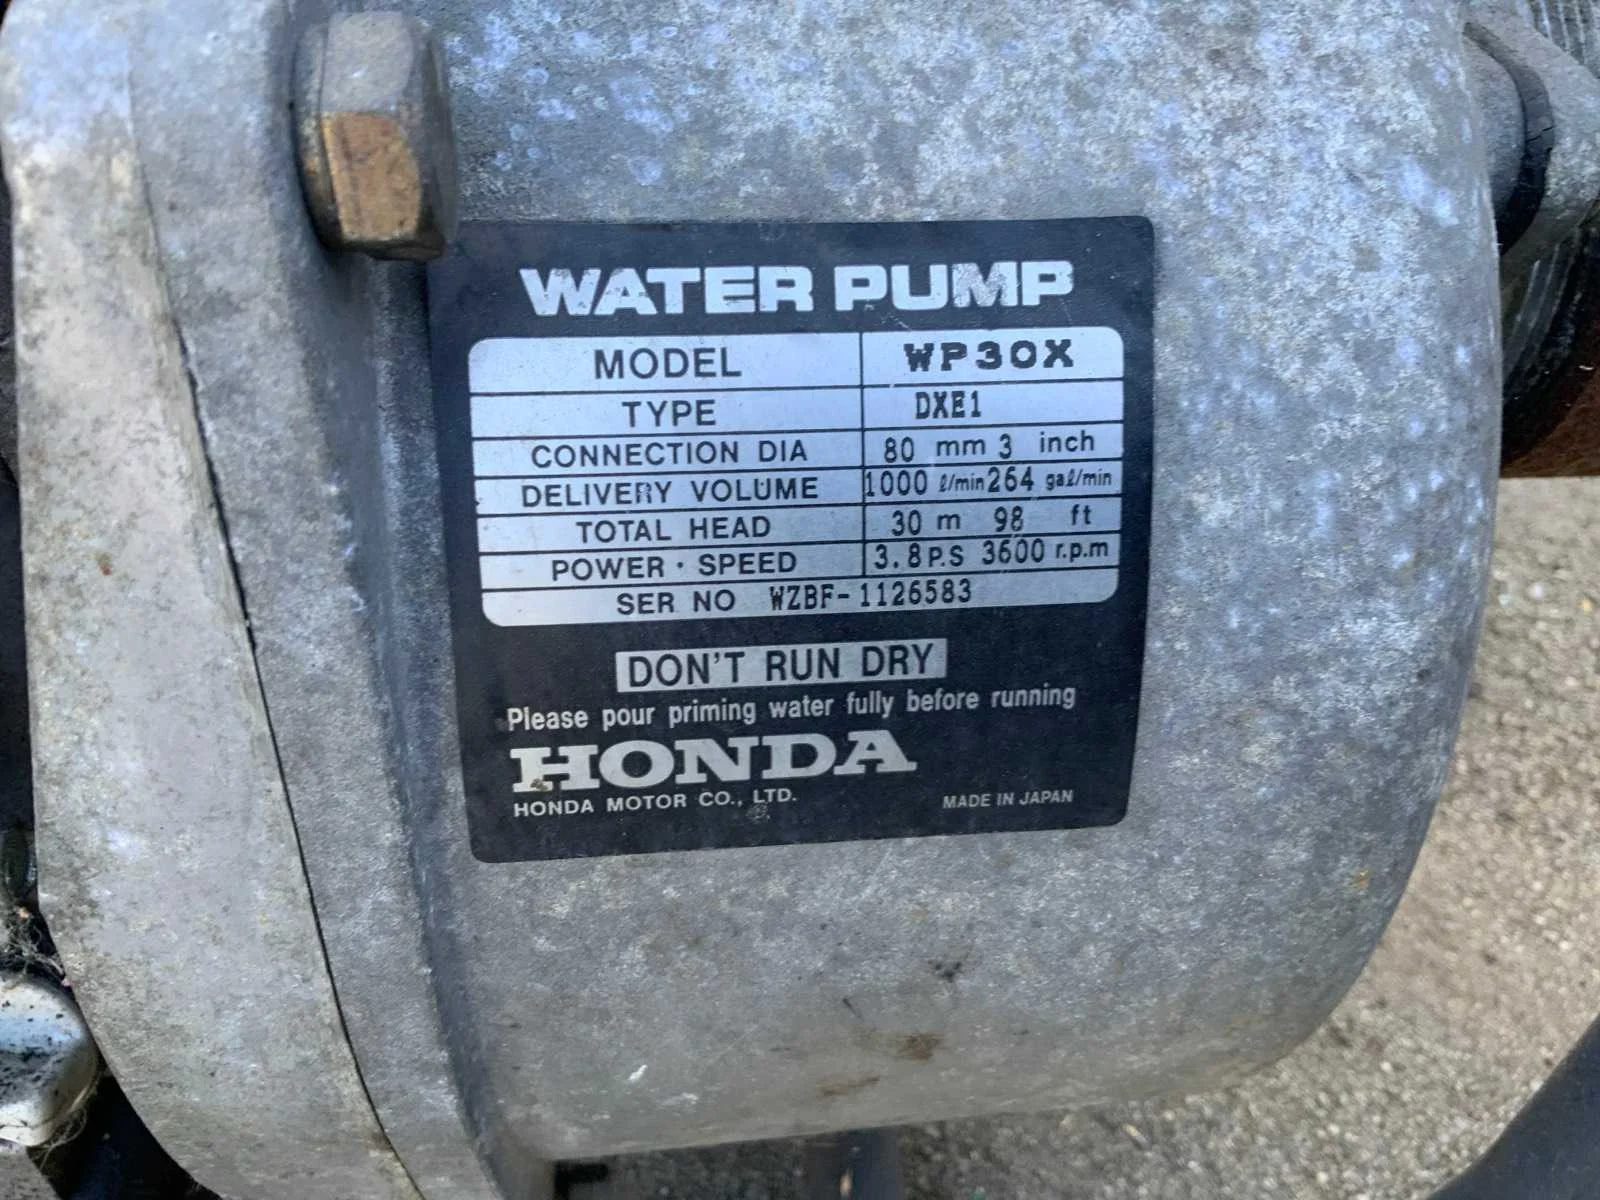 WATER PUMP
MODEL WP30X
TYPE DXE1
CONNECTION DIA 80 mm 3 inch
DELIVERY VOLUME 1000 ℓ/min 264 gaℓ/min
TOTAL HEAD 30 m 98 ft
POWER · SPEED 3.8 P.S 3600 r.p.m
SER NO WZBF-1126583
DON'T RUN DRY
Please pour priming water fully before running
HONDA
HONDA MOTOR CO., LTD. MADE IN JAPAN